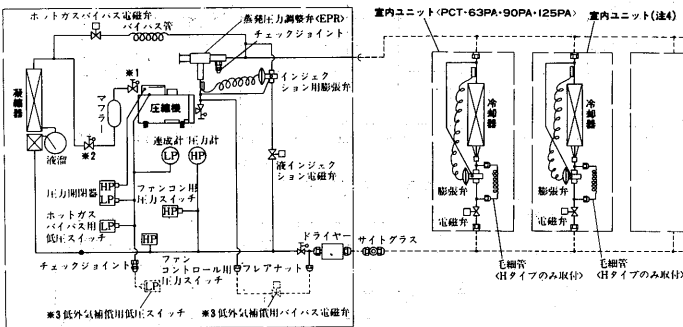 ホットガスバイパス電磁弁
バイパス管
蒸発圧力調整弁<EPR>
チェックジョイント
室内ユニット<PCT・63PA・90PA・125PA>
室内ユニット(注4)
※1
圧縮機
インジェク
ション用膨張弁
凝縮器
マフラー
※2
液溜
連成計
圧力計
LP
HP
液インジェク
ション電磁弁
冷却器
冷却器
膨張弁
膨張弁
電磁弁
電磁弁
圧力開閉器
HP
LP
ファンコン用
圧力スイッチ
HP
ホットガス
バイパス用
低圧スイッチ
LP
HP
ドライヤー
サイトグラス
チェックジョイント
ファン
コントロール用
圧力スイッチ
フレアナット
毛細管
<Hタイプのみ取付>
毛細管
<Hタイプのみ取付>
LP
※3低外気補償用低圧スイッチ
※3低外気補償用バイパス電磁弁